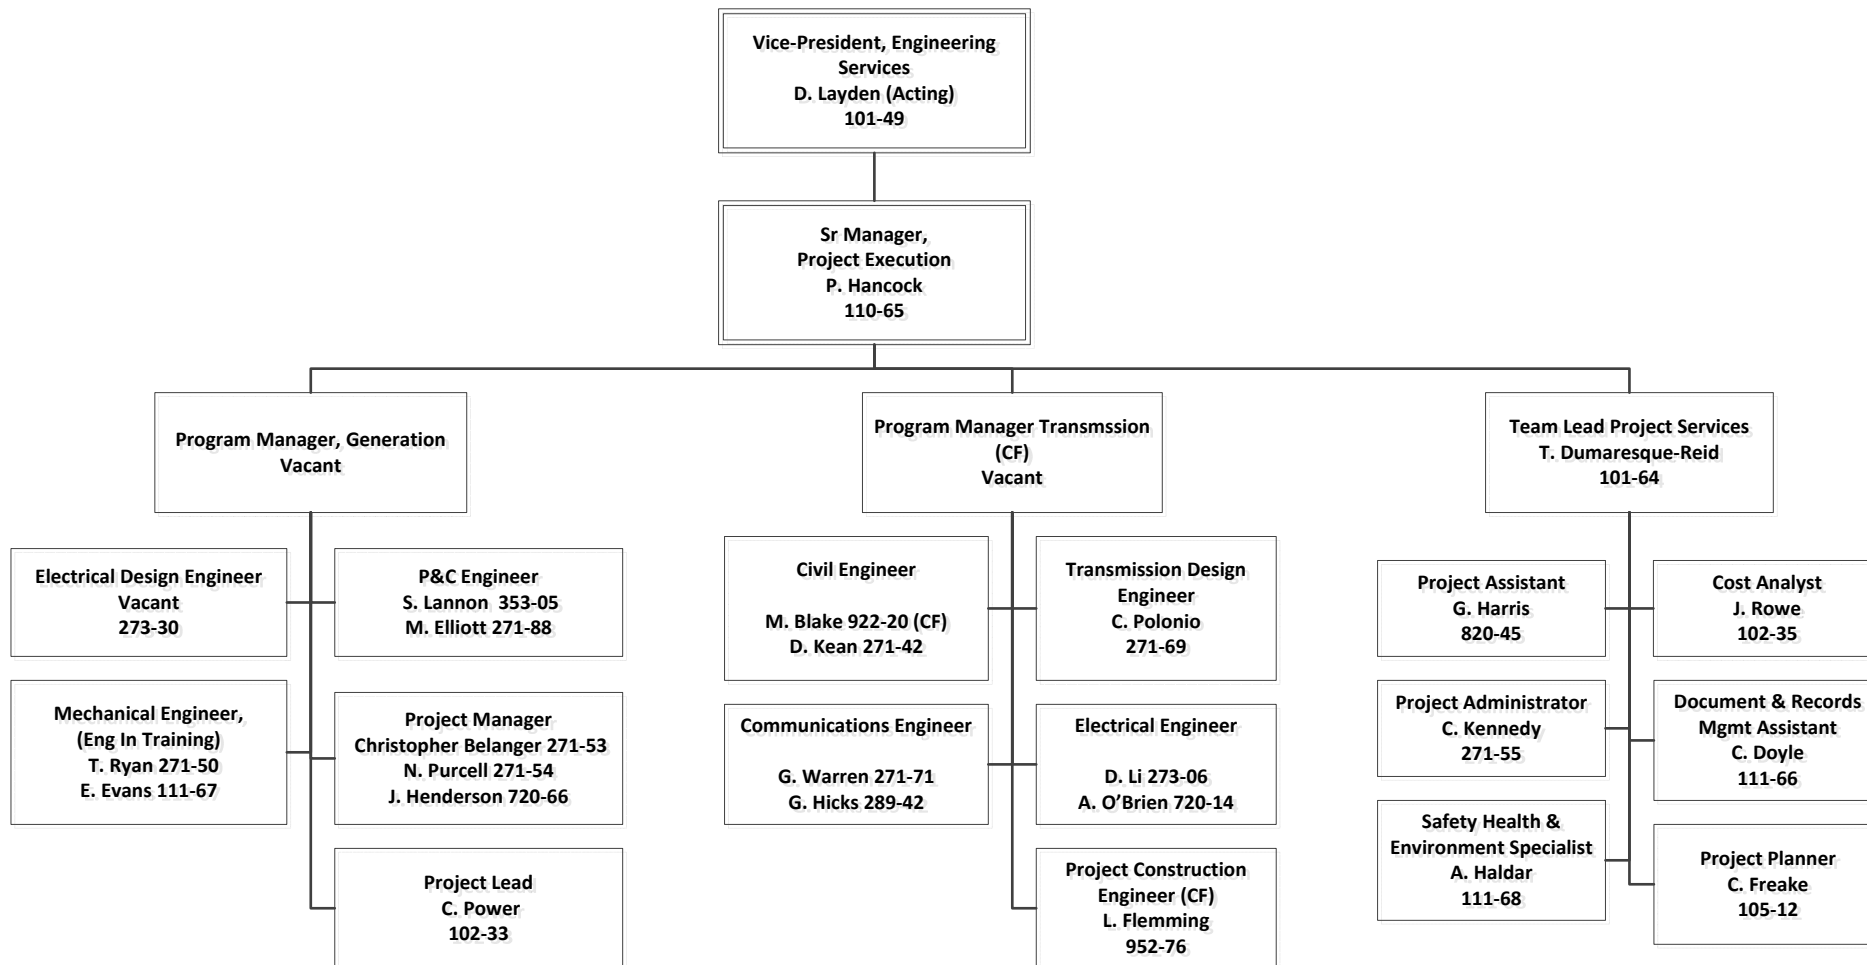 Vice-President, Engineering
Services
D. Layden (Acting)
101-49
Sr Manager,
Project Execution
P. Hancock
110-65
Program Manager, Generation
Vacant
Program Manager Transmssion
(CF)
Vacant
Team Lead Project Services
T. Dumaresque-Reid
101-64
Electrical Design Engineer
Vacant
273-30
P&C Engineer
S. Lannon 353-05
M. Elliott 271-88
Mechanical Engineer,
(Eng In Training)
T. Ryan 271-50
E. Evans 111-67
Project Manager
Christopher Belanger 271-53
N. Purcell 271-54
J. Henderson 720-66
Project Lead
C. Power
102-33
Civil Engineer
M. Blake 922-20 (CF)
D. Kean 271-42
Transmission Design
Engineer
C. Polonio
271-69
Communications Engineer
G. Warren 271-71
G. Hicks 289-42
Electrical Engineer
D. Li 273-06
A. O’Brien 720-14
Project Construction
Engineer (CF)
L. Flemming
952-76
Project Assistant
G. Harris
820-45
Cost Analyst
J. Rowe
102-35
Project Administrator
C. Kennedy
271-55
Document & Records
Mgmt Assistant
C. Doyle
111-66
Safety Health &
Environment Specialist
A. Haldar
111-68
Project Planner
C. Freake
105-12